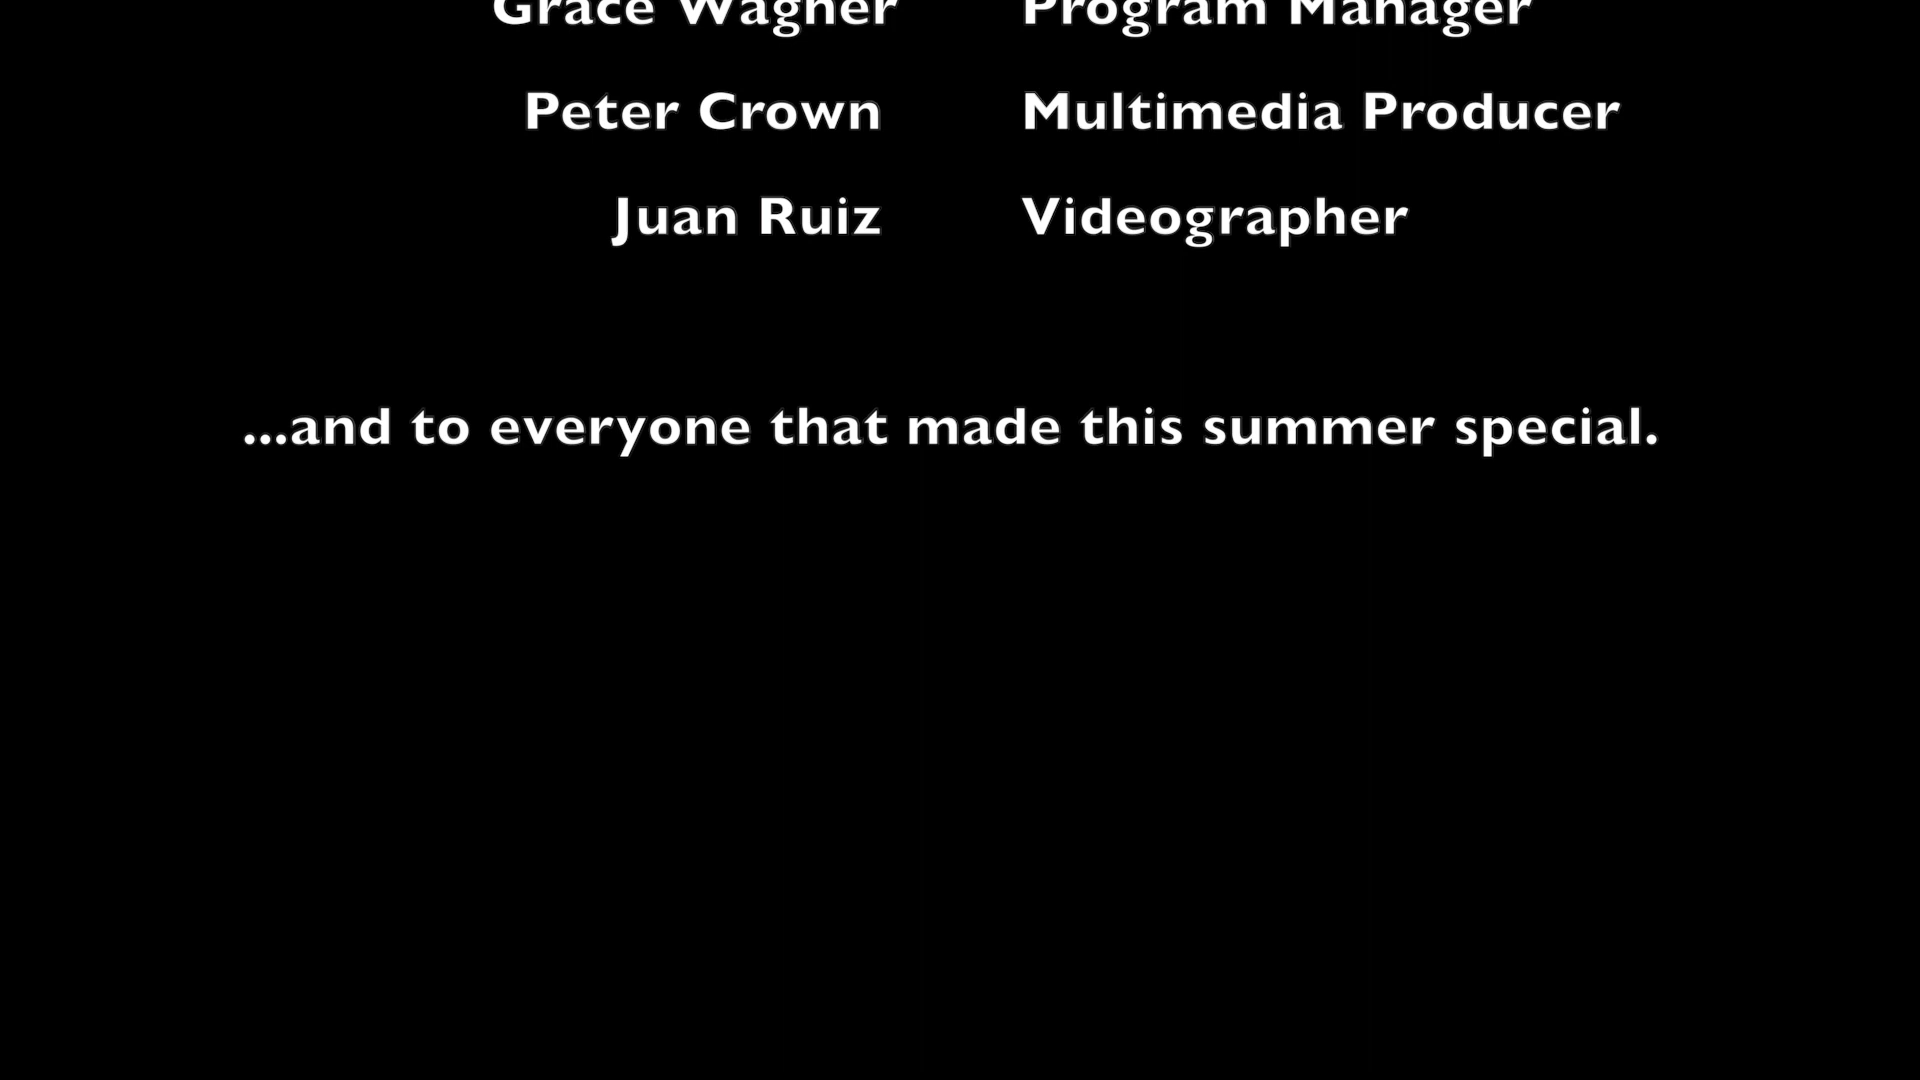 Grace Wagner Program Manager
Peter Crown Multimedia Producer
Juan Ruiz Videographer
...and to everyone that made this summer special.